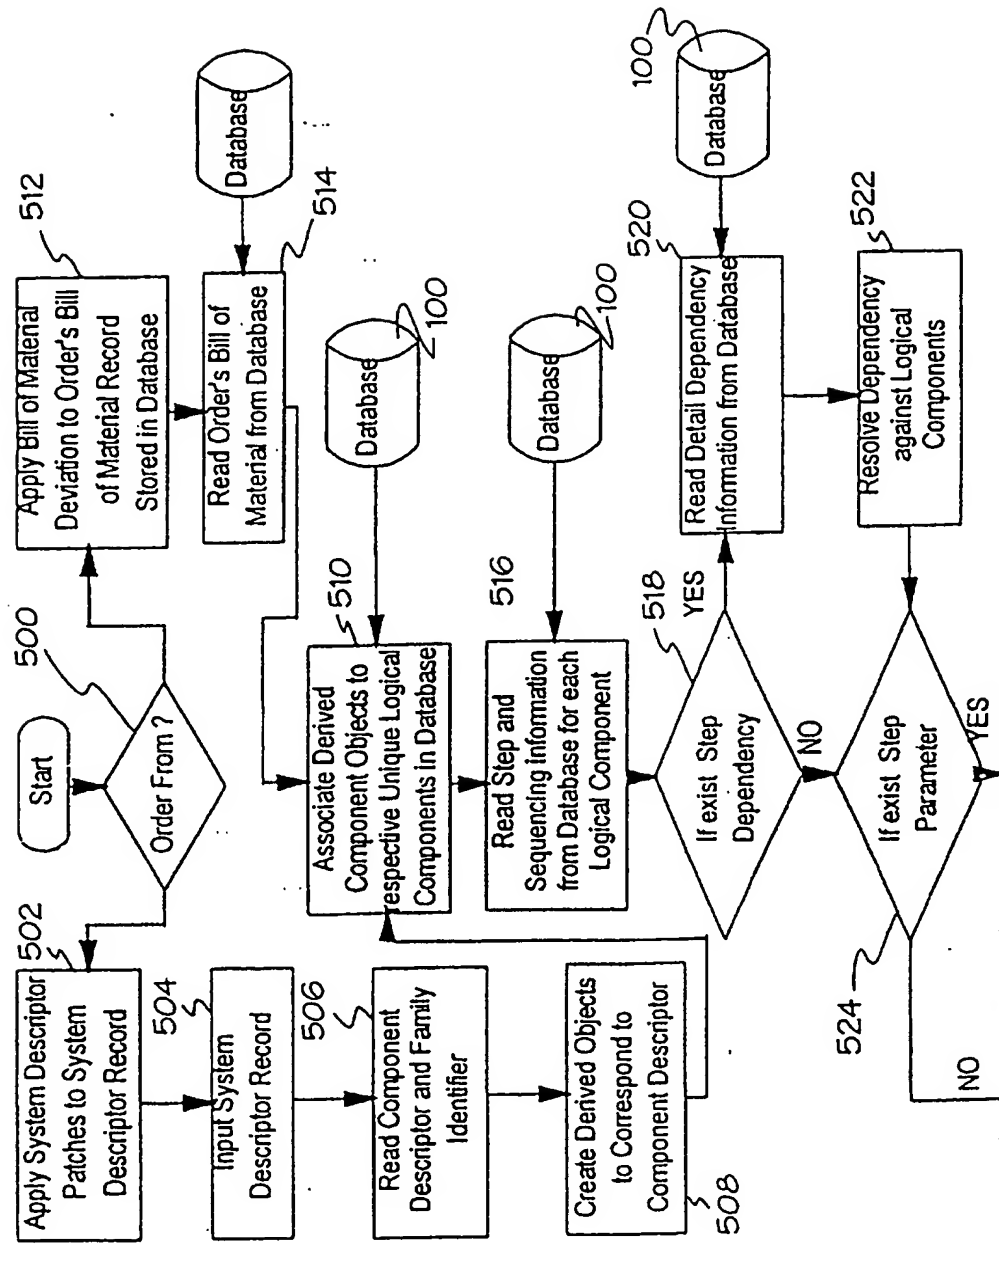 Start
500
Order From ?
502
Apply System Descriptor
Patches to System
Descriptor Record
504
Input System
Descriptor Record
506
Read Component
Descriptor and Family
Identifier
Create Derived Objects
to Correspond to
Component Descriptor
508
512
Apply Bill of Material
Deviation to Order's Bill
of Material Record
Stored in Database
Database
514
Read Order's Bill of
Material from Database
510
Associate Derived
Component Objects to
respective Unique Logical
Components in Database
Database
100
516
Read Step and
Sequencing Information
from Database for each
Logical Component
Database
100
518
If exist Step
Dependency
YES
NO
520
Read Detail Dependency
Information from Database
Database
100
522
Resolve Dependency
against Logical
Components
If exist Step
Parameter
524
YES
NO